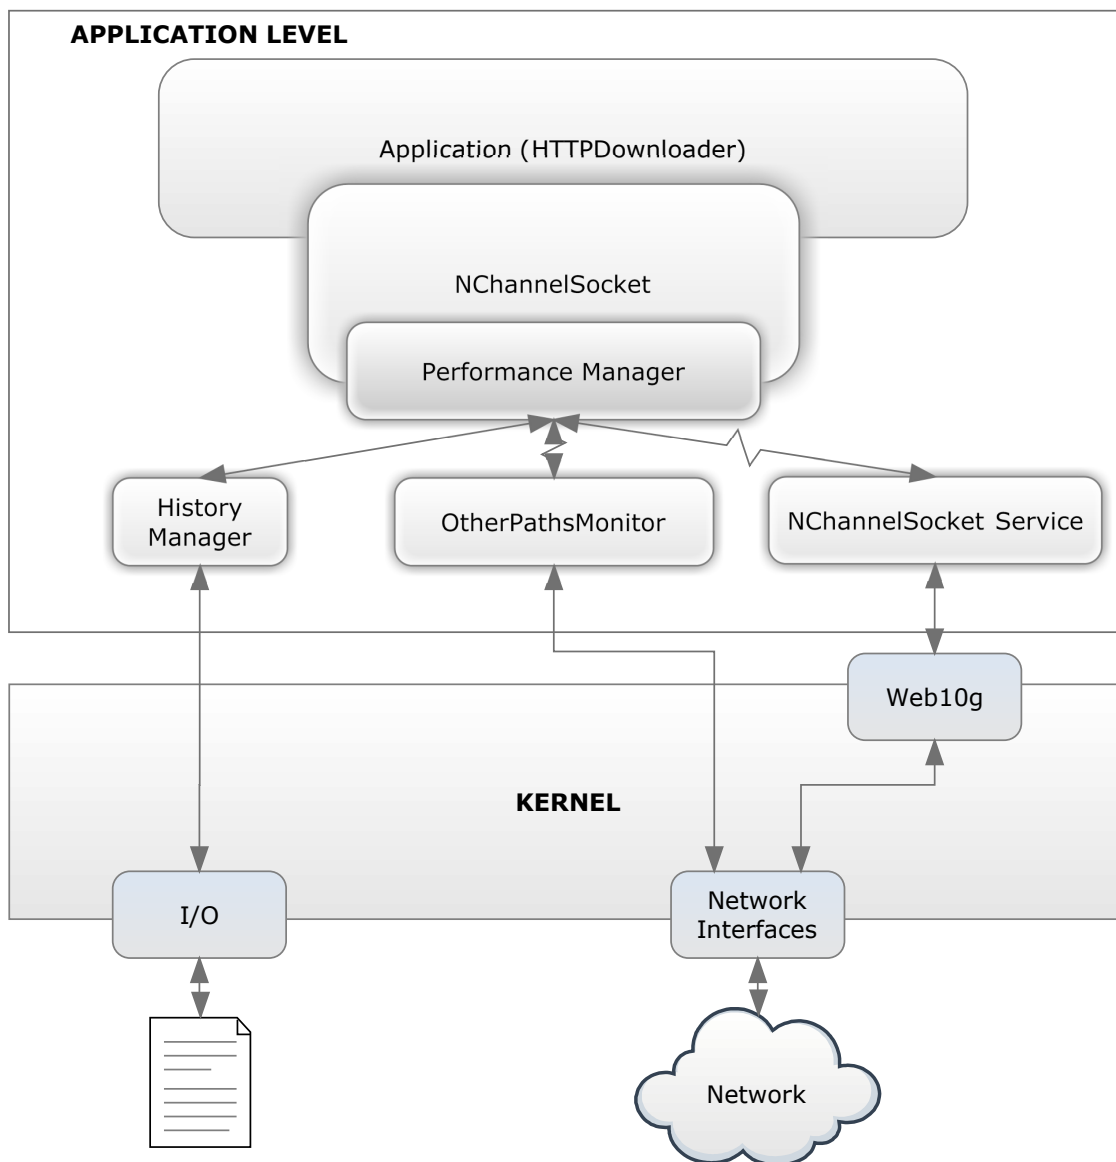 APPLICATION LEVEL
Application (HTTPDownloader)
NChannelSocket
Performance Manager
History
Manager
OtherPathsMonitor
NChannelSocket Service
Web10g
KERNEL
I/O
Network
Interfaces
Network